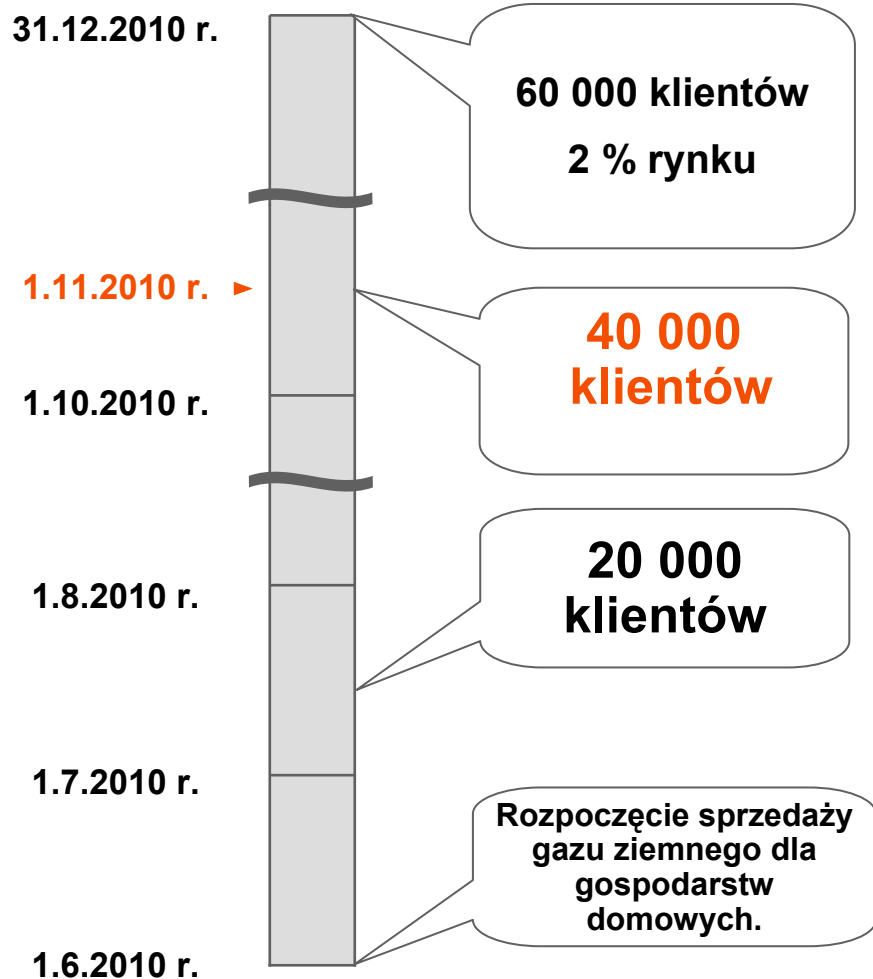 31.12.2010 r.
60 000 klientów
2 % rynku
1.11.2010 r. ►
40 000
klientów
1.10.2010 r.
20 000
klientów
1.8.2010 r.
1.7.2010 r.
Rozpoczęcie sprzedaży
gazu ziemnego dla
gospodarstw
domowych.
1.6.2010 r.